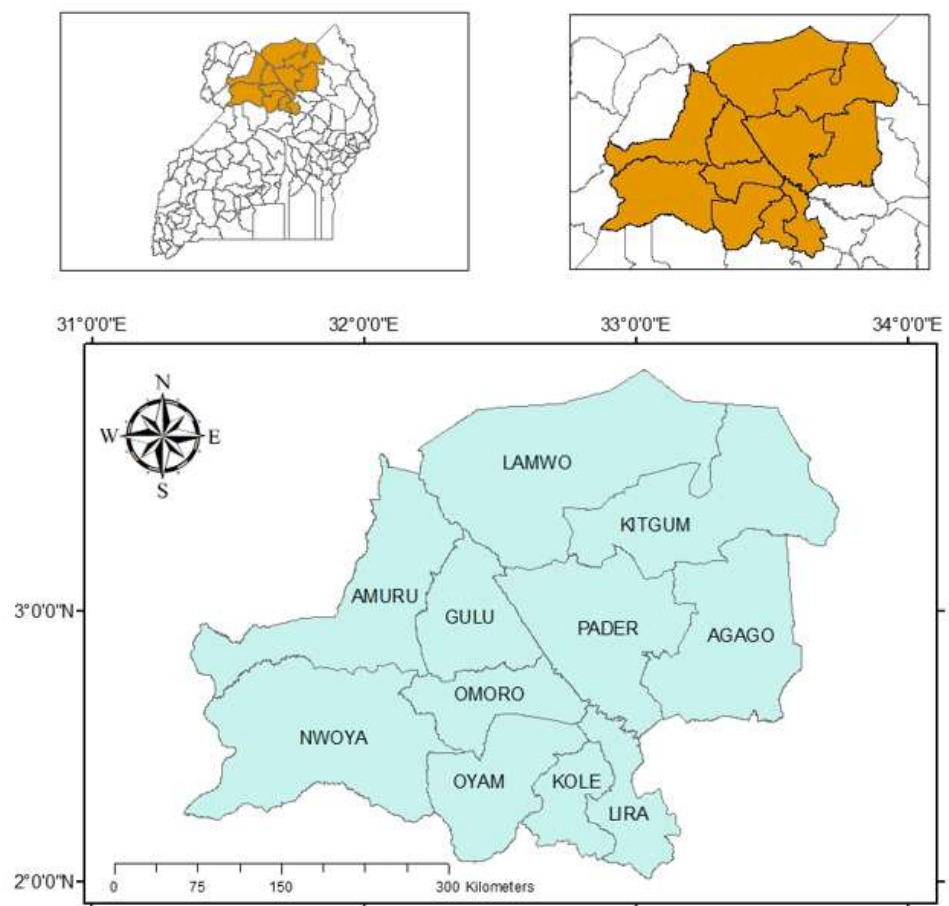 31°0'0"E 32°0'0"E 33°0'0"E 34°0'0"E
N
W E
S
LAMWO
KITGUM
AMURU
GULU
3°0'0"N
PADER
AGAGO
OMORO
NWOYA
OYAM
KOLE
LIRA
0 75 150 300 Kilometers
2°0'0"N